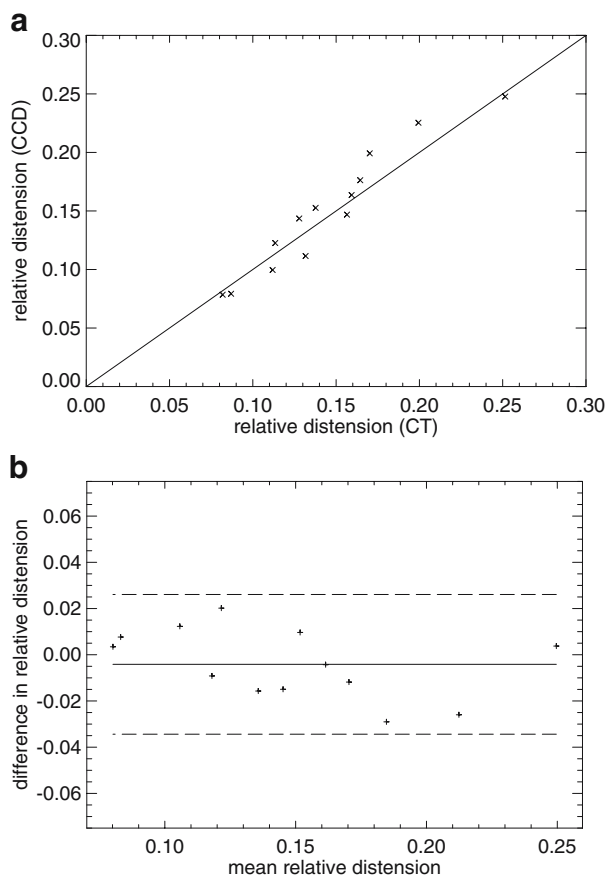 a
0.30
0.25
0.20
0.15
0.10
0.05
0.00
relative distension (CCD)
0.00 0.05 0.10 0.15 0.20 0.25 0.30
relative distension (CT)
b
0.06
0.04
0.02
0.00
-0.02
-0.04
-0.06
difference in relative distension
0.10 0.15 0.20 0.25
mean relative distension